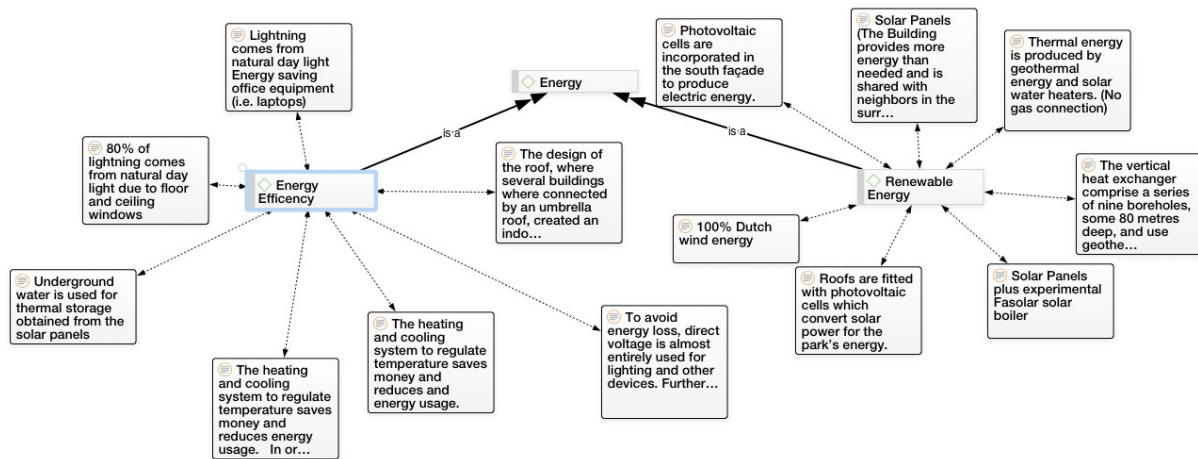 Lightning
comes from
natural day light
Energy saving
office equipment
(i.e. laptops)
Energy
Photovoltaic
cells are
incorporated in
the south façade
to produce
electric energy.
Solar Panels
(The Building
provides more
energy than
needed and is
shared with
neighbors in the
surr…
Thermal energy
is produced by
geothermal
energy and solar
water heaters. (No
gas connection)
is a
is a
80% of
lightning comes
from natural day
light due to floor
and ceiling
windows
Energy
Efficency
The design of
the roof, where
several buildings
where connected
by an umbrella
roof, created an
indo…
Renewable
Energy
The vertical
heat exchanger
comprise a series
of nine boreholes,
some 80 metres
deep, and use
geothe…
100% Dutch
wind energy
Underground
water is used for
thermal storage
obtained from the
solar panels
Roofs are fitted
with photovoltaic
cells which
convert solar
power for the
park's energy.
Solar Panels
plus experimental
Fasolar solar
boiler
The heating
and cooling
system to regulate
temperature saves
money and
reduces energy
usage. In or…
The heating
and cooling
system to regulate
temperature saves
money and
reduces and
energy usage.
To avoid
energy loss, direct
voltage is almost
entirely used for
lighting and other
devices. Further…